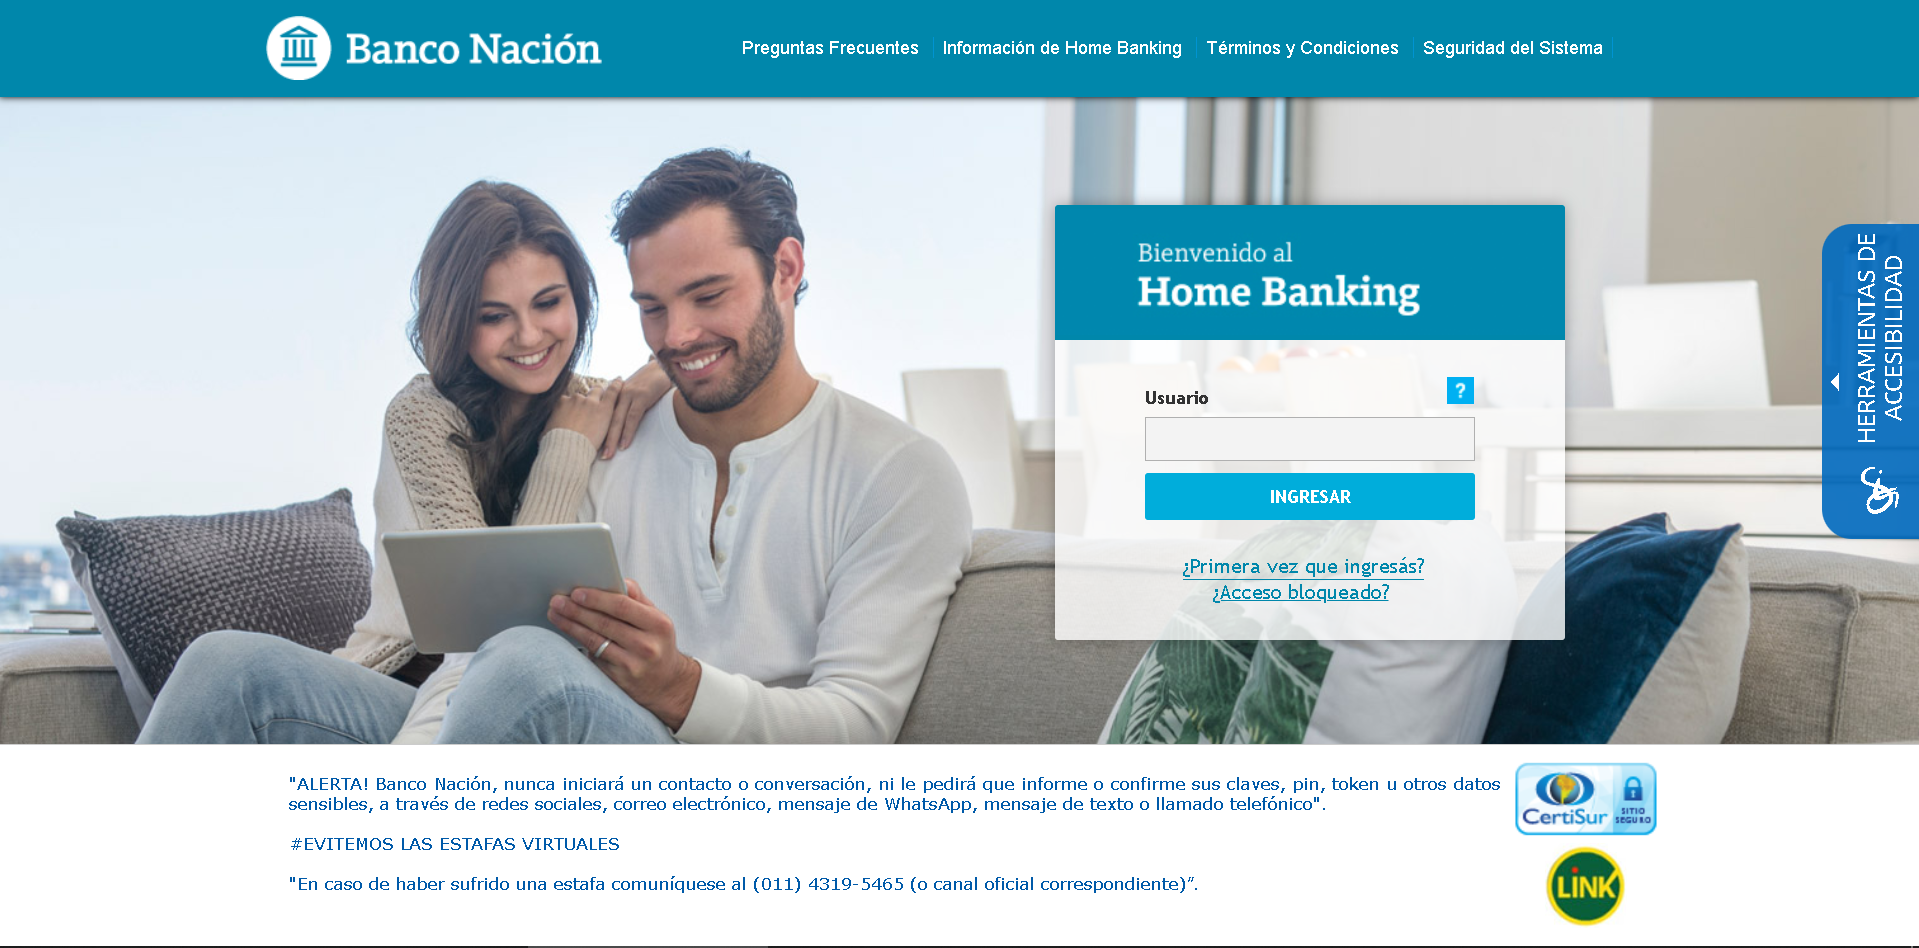 Banco Nación
Preguntas Frecuentes
Información de Home Banking
Términos y Condiciones
Seguridad del Sistema
Bienvenido al
Home Banking
Usuario
?
INGRESAR
¿Primera vez que ingresás?
¿Acceso bloqueado?
HERRAMIENTAS DE
ACCESIBILIDAD
"ALERTA! Banco Nación, nunca iniciará un contacto o conversación, ni le pedirá que informe o confirme sus claves, pin, token u otros datos
sensibles, a través de redes sociales, correo electrónico, mensaje de WhatsApp, mensaje de texto o llamado telefónico".
#EVITEMOS LAS ESTAFAS VIRTUALES
"En caso de haber sufrido una estafa comuníquese al (011) 4319-5465 (o canal oficial correspondiente)”.
CertiSur
SITIO
SEGURO
LINK